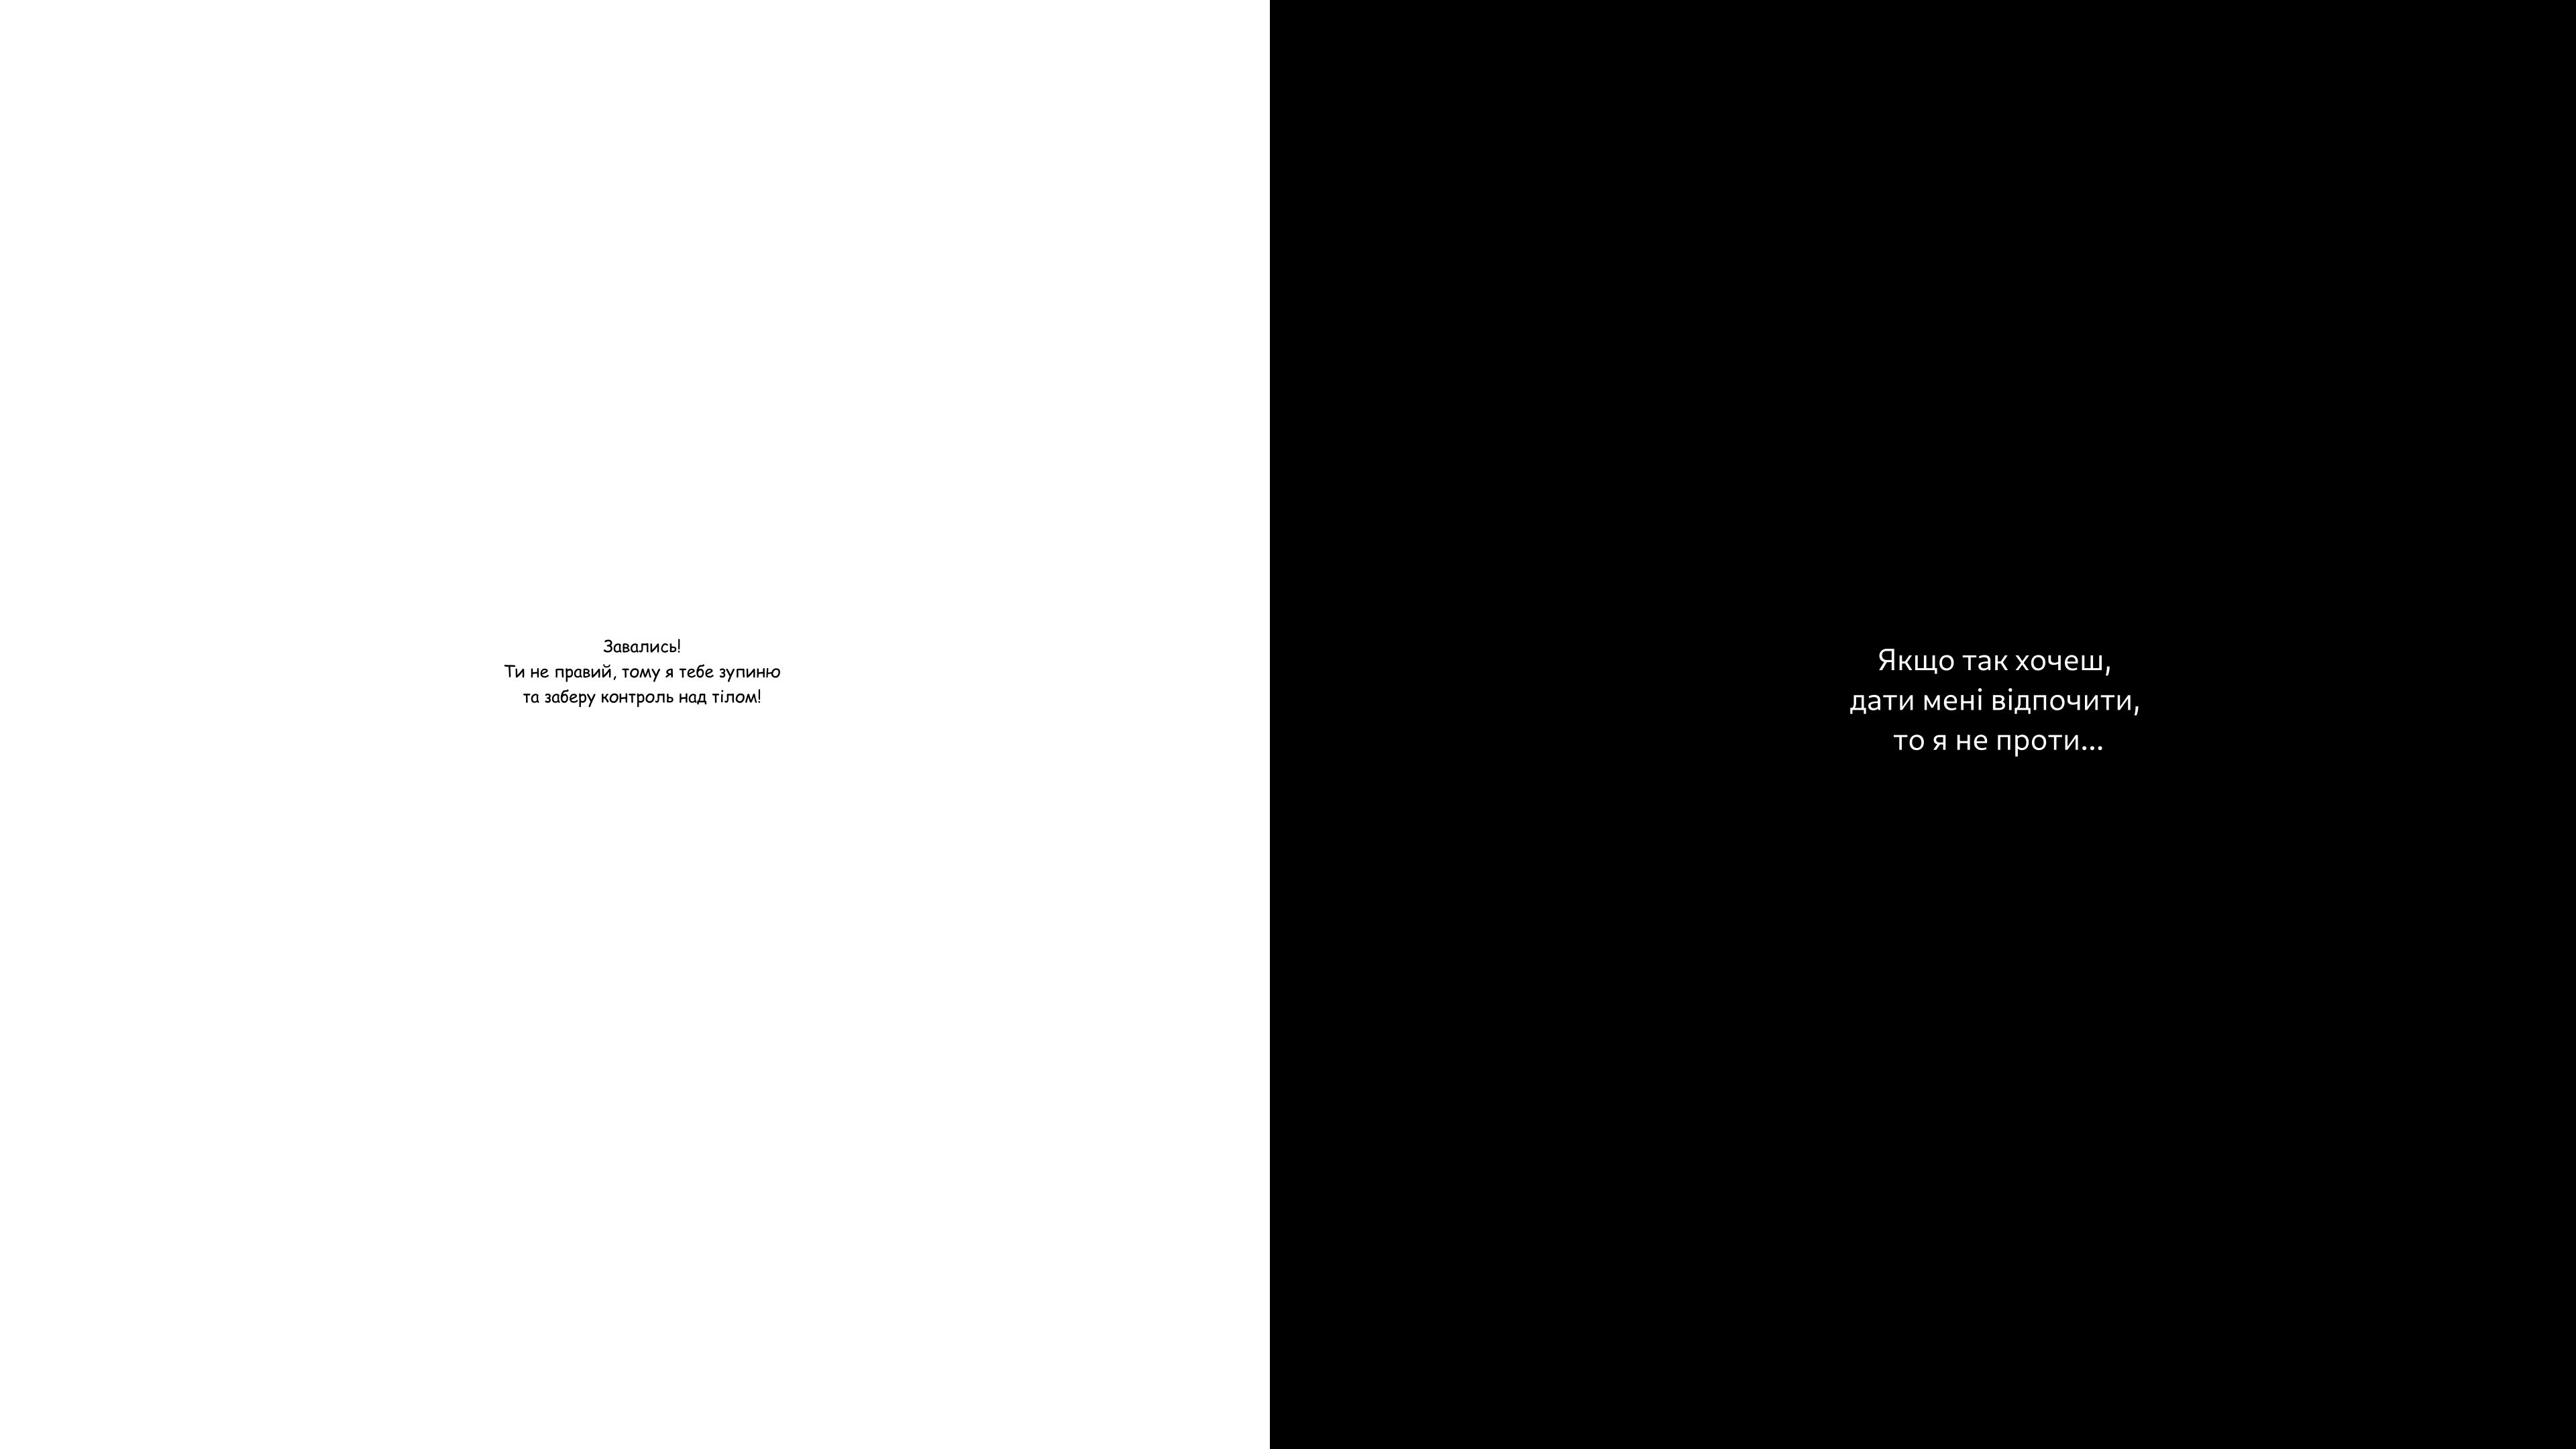 Завались!
Ти не правий, тому я тебе зупиню
та заберу контроль над тілом!
Якщо так хочеш,
дати мені відпочити,
то я не проти...